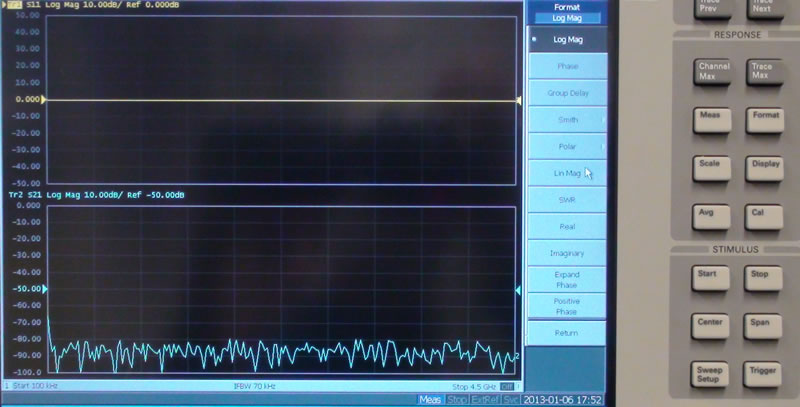 Tr1 S11 Log Mag 10.00dB/ Ref 0.000dB
50.00
40.00
30.00
20.00
10.00
0.000
-10.00
-20.00
-30.00
-40.00
-50.00
Tr2 S21 Log Mag 10.00dB/ Ref -50.00dB
0.000
-10.00
-20.00
-30.00
-40.00
-50.00
-60.00
-70.00
-80.00
-90.00
-100.0
2
1 Start 100 kHz IFBW 70 kHz Stop 4.5 GHz Off !
Meas Stop ExtRef Svc 2013-01-06 17:52
Format
Log Mag
Log Mag
Phase
Group Delay
Smith
Polar
Lin Mag
SWR
Real
Imaginary
Expand
Phase
Positive
Phase
Return
Trace Prev
Trace Next
RESPONSE
Channel Max
Trace Max
Meas
Format
Scale
Display
Avg
Cal
STIMULUS
Start
Stop
Center
Span
Sweep Setup
Trigger